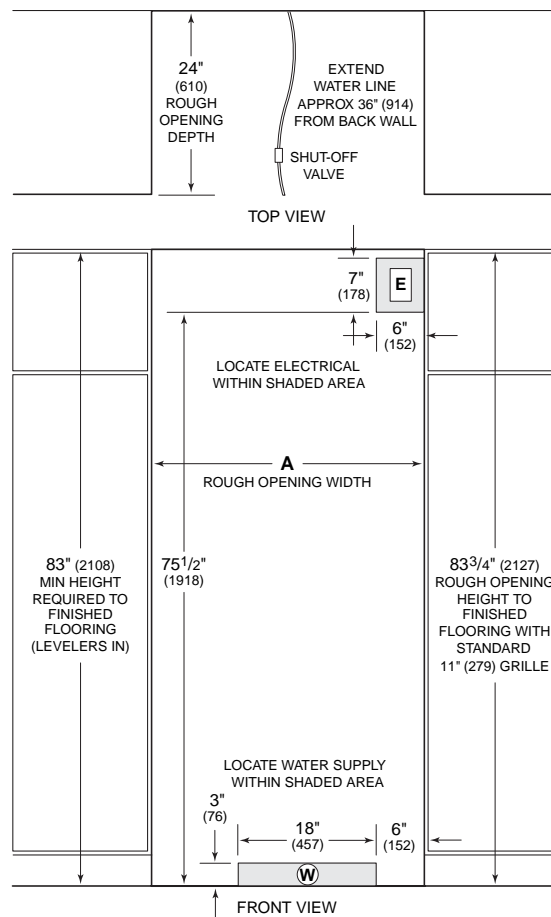 24"
(610)
ROUGH
OPENING
DEPTH
EXTEND
WATER LINE
APPROX 36" (914)
FROM BACK WALL
SHUT-OFF
VALVE
TOP VIEW
7"
(178)
E
6"
(152)
LOCATE ELECTRICAL
WITHIN SHADED AREA
A
ROUGH OPENING WIDTH
83" (2108)
MIN HEIGHT
REQUIRED TO
FINISHED
FLOORING
(LEVELERS IN)
75 1/2"
(1918)
83 3/4" (2127)
ROUGH OPENING
HEIGHT TO
FINISHED
FLOORING WITH
STANDARD
11" (279) GRILLE
LOCATE WATER SUPPLY
WITHIN SHADED AREA
3"
(76)
18"
(457)
6"
(152)
W
FRONT VIEW